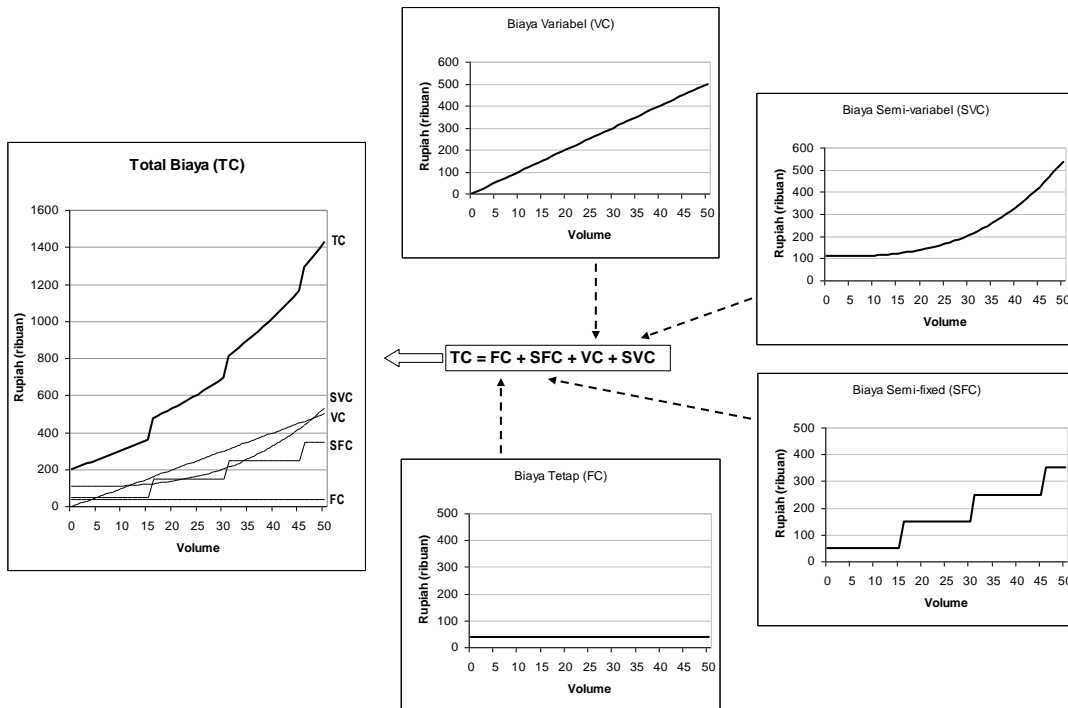 Biaya Variabel (VC)
Rupiah (ribuan)
600
500
400
300
200
100
0
0 5 10 15 20 25 30 35 40 45 50
Volume
Biaya Semi-variabel (SVC)
Rupiah (ribuan)
600
500
400
300
200
100
0
0 5 10 15 20 25 30 35 40 45 50
Volume
Total Biaya (TC)
Rupiah (ribuan)
1600
1400
1200
1000
800
600
400
200
0
TC
SVC
VC
SFC
FC
0 5 10 15 20 25 30 35 40 45 50
Volume
TC = FC + SFC + VC + SVC
Biaya Semi-fixed (SFC)
Rupiah (ribuan)
500
400
300
200
100
0
0 5 10 15 20 25 30 35 40 45 50
Volume
Biaya Tetap (FC)
Rupiah (ribuan)
500
400
300
200
100
0
0 5 10 15 20 25 30 35 40 45 50
Volume